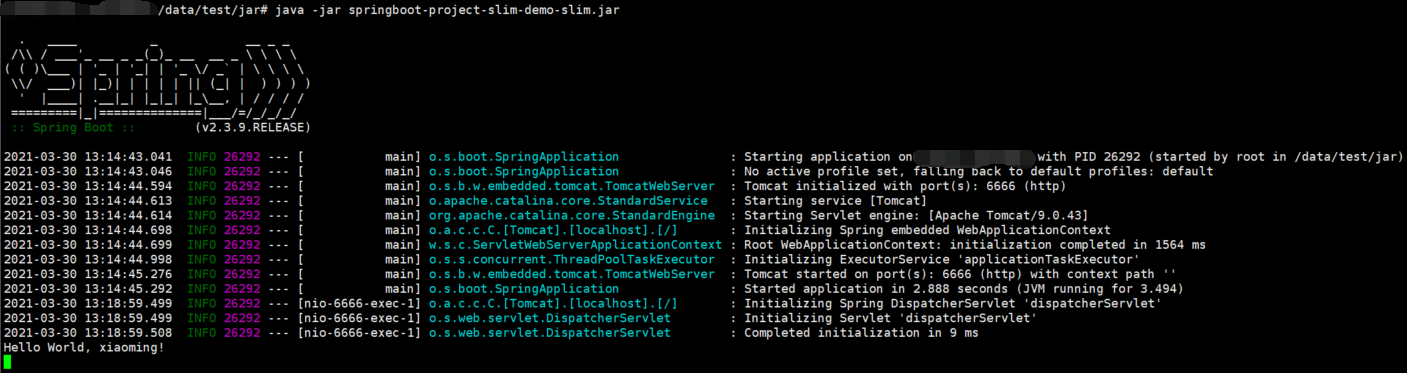 /data/test/jar# java -jar springboot-project-slim-demo-slim.jar
  .   ____          _            __ _ _
 /\\ / ___'_ __ _ _(_)_ __  __ _ \ \ \ \
( ( )\___ | '_ | '_| | '_ \/ _` | \ \ \ \
 \\/  ___)| |_)| | | | | || (_| |  ) ) ) )
  '  |____| .__|_| |_|_| |_\__, | / / / /
 =========|_|==============|___/=/_/_/_/
 :: Spring Boot ::        (v2.3.9.RELEASE)
2021-03-30 13:14:43.041  INFO 26292 --- [           main] o.s.boot.SpringApplication               : Starting application on with PID 26292 (started by root in /data/test/jar)
2021-03-30 13:14:43.046  INFO 26292 --- [           main] o.s.boot.SpringApplication               : No active profile set, falling back to default profiles: default
2021-03-30 13:14:44.594  INFO 26292 --- [           main] o.s.b.w.embedded.tomcat.TomcatWebServer  : Tomcat initialized with port(s): 6666 (http)
2021-03-30 13:14:44.613  INFO 26292 --- [           main] o.apache.catalina.core.StandardService   : Starting service [Tomcat]
2021-03-30 13:14:44.614  INFO 26292 --- [           main] org.apache.catalina.core.StandardEngine  : Starting Servlet engine: [Apache Tomcat/9.0.43]
2021-03-30 13:14:44.698  INFO 26292 --- [           main] o.a.c.c.C.[Tomcat].[localhost].[/]       : Initializing Spring embedded WebApplicationContext
2021-03-30 13:14:44.699  INFO 26292 --- [           main] w.s.c.ServletWebServerApplicationContext : Root WebApplicationContext: initialization completed in 1564 ms
2021-03-30 13:14:44.998  INFO 26292 --- [           main] o.s.s.concurrent.ThreadPoolTaskExecutor  : Initializing ExecutorService 'applicationTaskExecutor'
2021-03-30 13:14:45.276  INFO 26292 --- [           main] o.s.b.w.embedded.tomcat.TomcatWebServer  : Tomcat started on port(s): 6666 (http) with context path ''
2021-03-30 13:14:45.292  INFO 26292 --- [           main] o.s.boot.SpringApplication               : Started application in 2.888 seconds (JVM running for 3.494)
2021-03-30 13:18:59.499  INFO 26292 --- [nio-6666-exec-1] o.a.c.c.C.[Tomcat].[localhost].[/]       : Initializing Spring DispatcherServlet 'dispatcherServlet'
2021-03-30 13:18:59.499  INFO 26292 --- [nio-6666-exec-1] o.s.web.servlet.DispatcherServlet        : Initializing Servlet 'dispatcherServlet'
2021-03-30 13:18:59.508  INFO 26292 --- [nio-6666-exec-1] o.s.web.servlet.DispatcherServlet        : Completed initialization in 9 ms
Hello World, xiaoming!